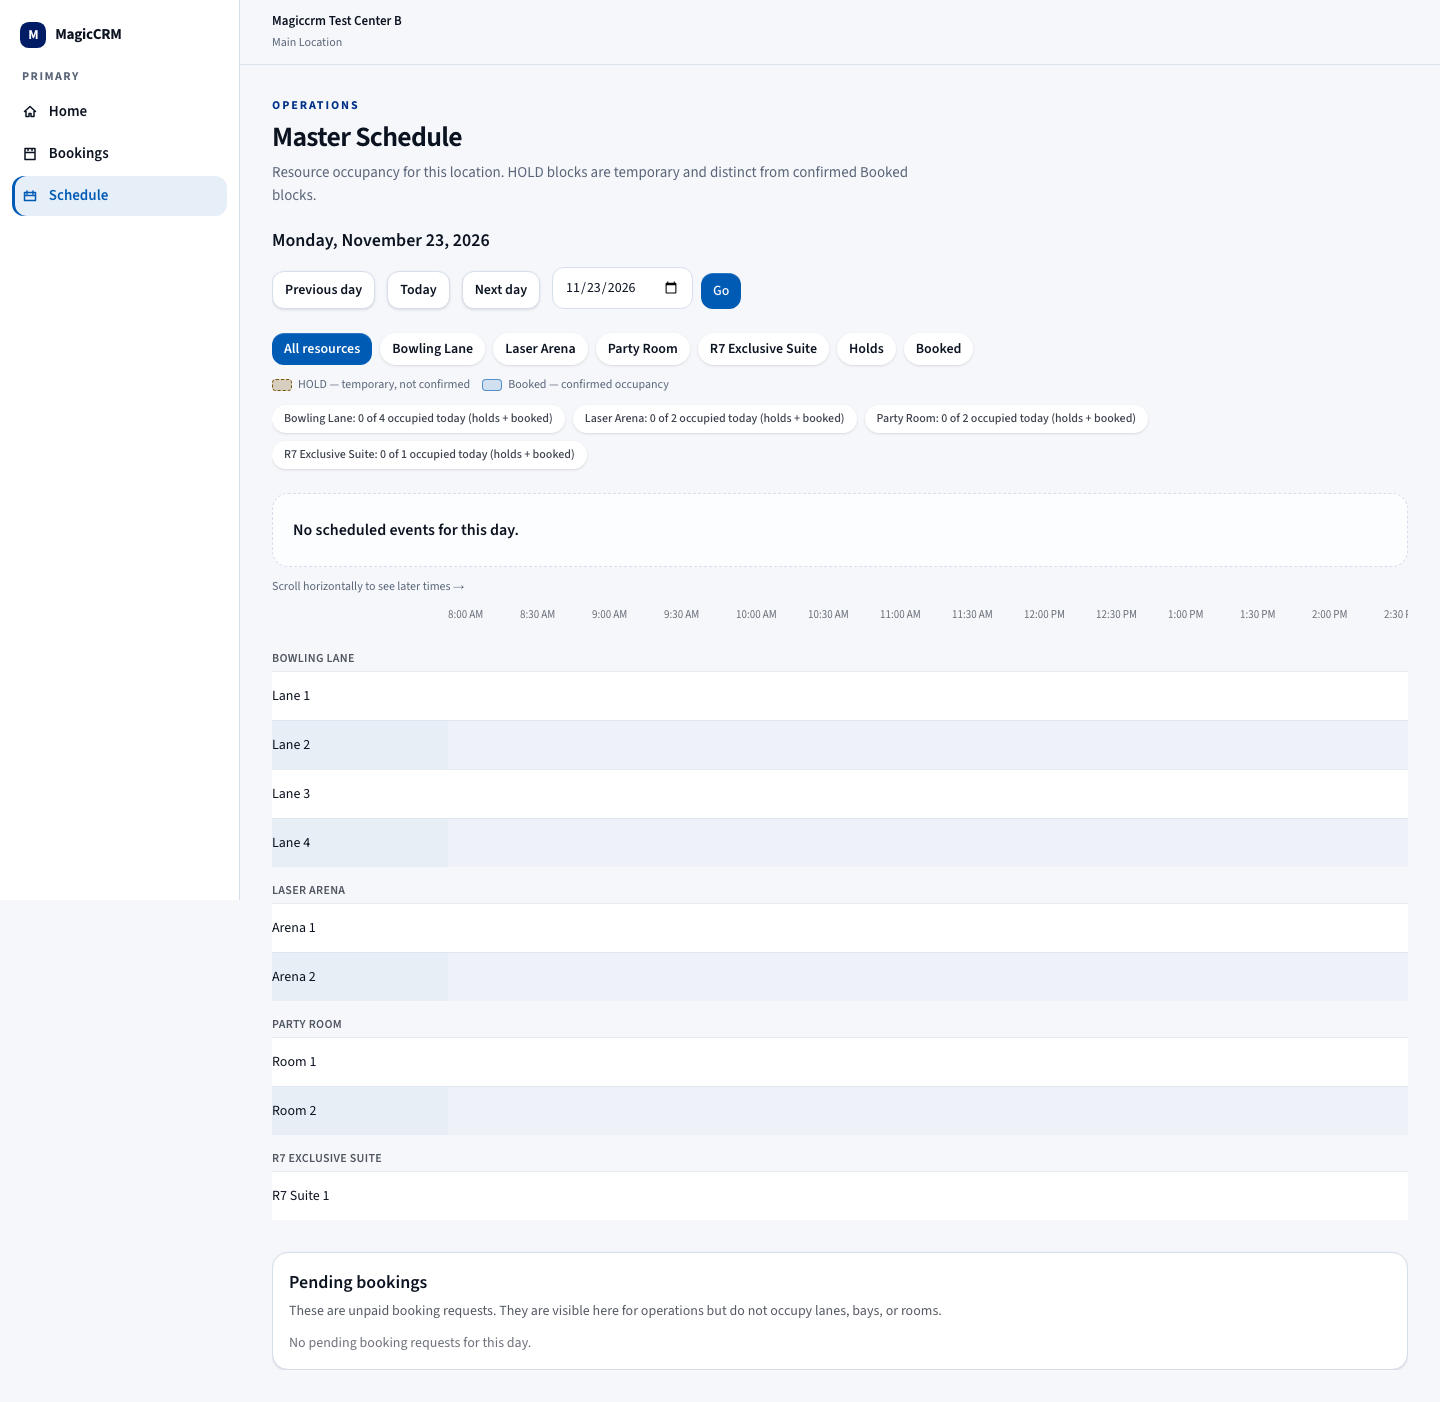 M MagicCRM
PRIMARY
Home
Bookings
Schedule
Magiccrm Test Center B
Main Location
OPERATIONS
Master Schedule
Resource occupancy for this location. HOLD blocks are temporary and distinct from confirmed Booked
blocks.
Monday, November 23, 2026
Previous day Today Next day 11/23/2026 Go
All resources Bowling Lane Laser Arena Party Room R7 Exclusive Suite Holds Booked
HOLD — temporary, not confirmed Booked — confirmed occupancy
Bowling Lane: 0 of 4 occupied today (holds + booked) Laser Arena: 0 of 2 occupied today (holds + booked) Party Room: 0 of 2 occupied today (holds + booked)
R7 Exclusive Suite: 0 of 1 occupied today (holds + booked)
No scheduled events for this day.
Scroll horizontally to see later times →
8:00 AM 8:30 AM 9:00 AM 9:30 AM 10:00 AM 10:30 AM 11:00 AM 11:30 AM 12:00 PM 12:30 PM 1:00 PM 1:30 PM 2:00 PM 2:30
BOWLING LANE
Lane 1
Lane 2
Lane 3
Lane 4
LASER ARENA
Arena 1
Arena 2
PARTY ROOM
Room 1
Room 2
R7 EXCLUSIVE SUITE
R7 Suite 1
Pending bookings
These are unpaid booking requests. They are visible here for operations but do not occupy lanes, bays, or rooms.
No pending booking requests for this day.